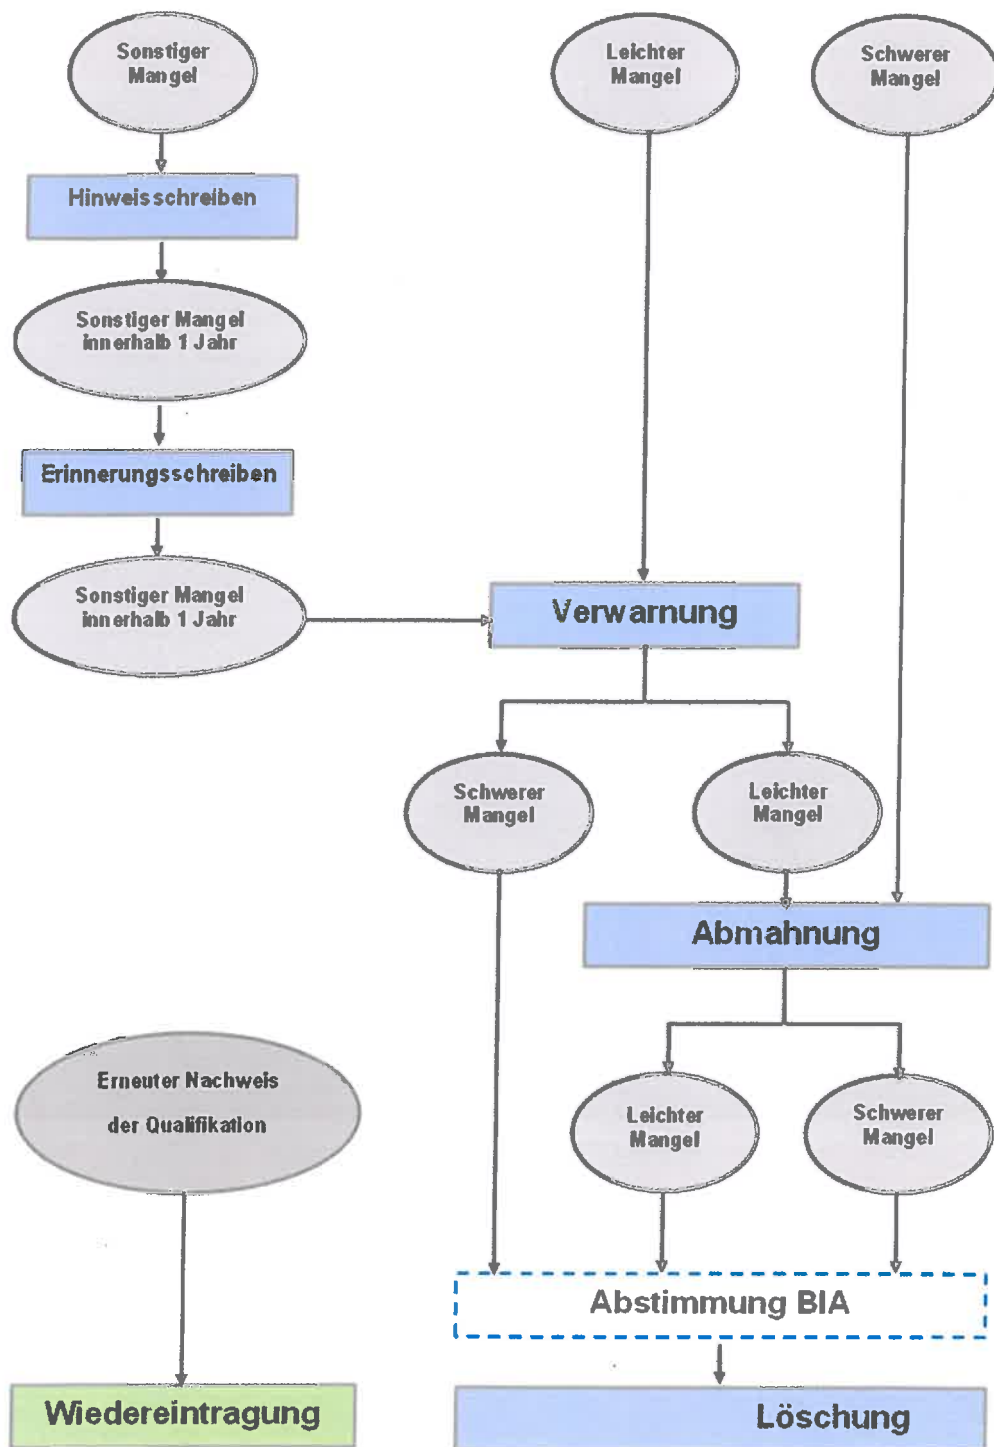 Sonstiger
Mangel
Leichter
Mangel
Schwerer
Mangel
Hinweisschreiben
Sonstiger Mangel
innerhalb 1 Jahr
Erinnerungsschreiben
Sonstiger Mangel
innerhalb 1 Jahr
Verwarnung
Schwerer
Mangel
Leichter
Mangel
Abmahnung
Erneuter Nachweis
der Qualifikation
Leichter
Mangel
Schwerer
Mangel
Abstimmung BIA
Wiedereintragung
Löschung